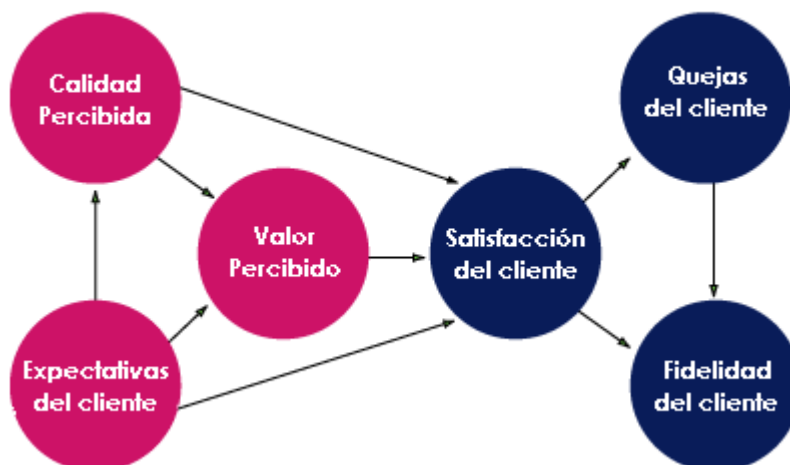 Calidad
Percibida
Quejas
del cliente
Valor
Percibido
Satisfacción
del cliente
Expectativas
del cliente
Fidelidad
del cliente